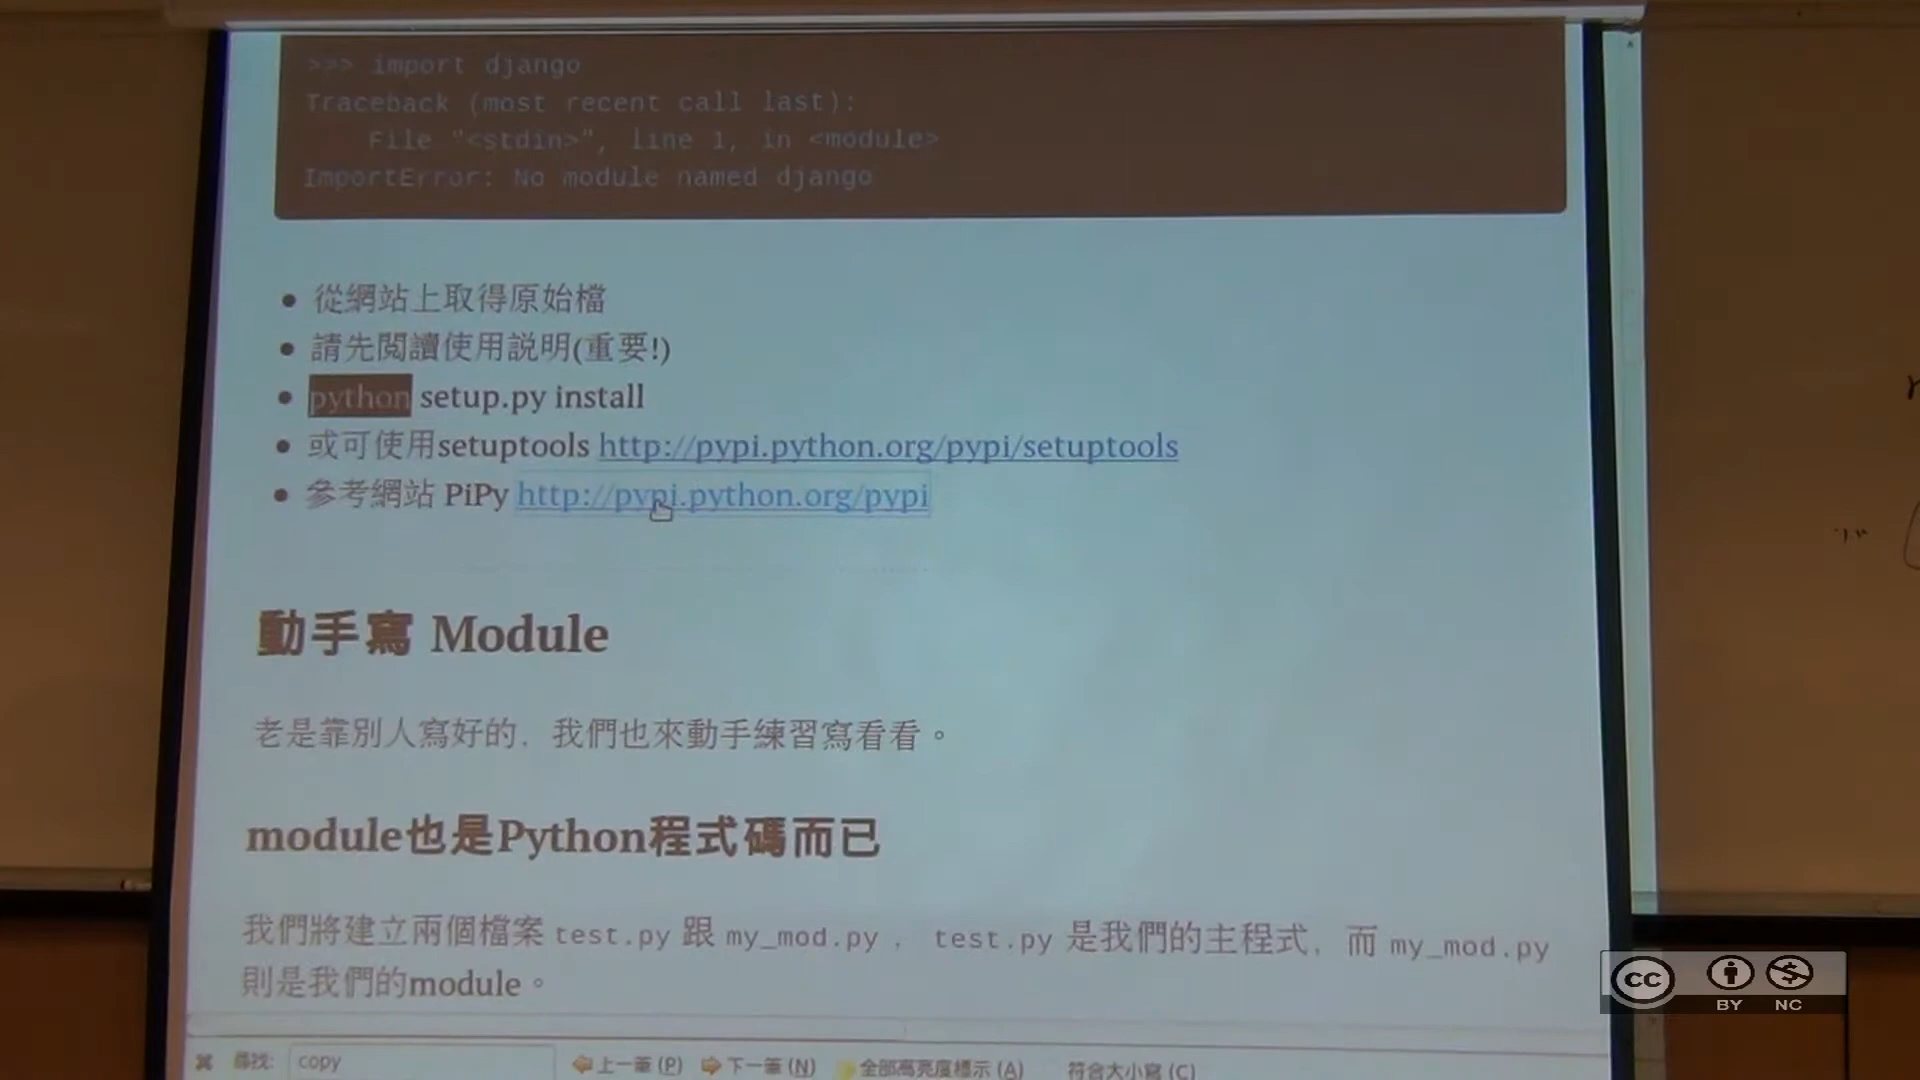 >>> import django
Traceback (most recent call last):
File "<stdin>", line 1, in <module>
ImportError: No module named django
從網站上取得原始檔
請先閱讀使用說明(重要!)
python setup.py install
或可使用setuptools http://pypi.python.org/pypi/setuptools
參考網站 PiPy http://pypi.python.org/pypi
動手寫 Module
老是靠別人寫好的，我們也來動手練習寫看看。
module也是Python程式碼而已
我們將建立兩個檔案 test.py 跟 my_mod.py ， test.py 是我們的主程式，而 my_mod.py
則是我們的module。
尋找: copy 上一筆 (P) 下一筆 (N) 全部高亮度標示 (A) 符合大小寫 (C)
CC BY NC